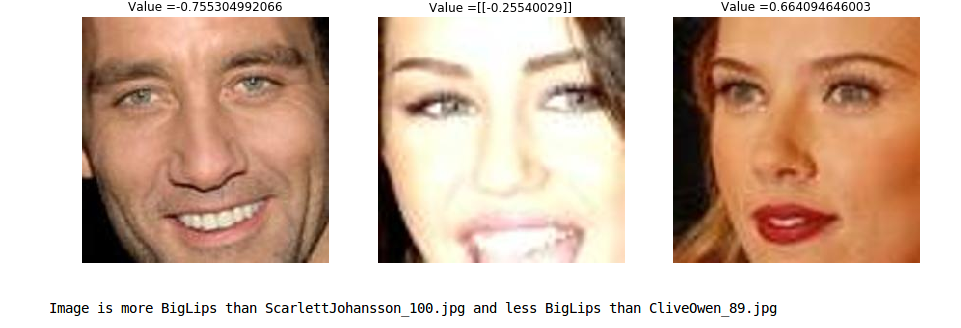 Value =-0.755304992066
Value =[[-0.25540029]]
Value =0.664094646003
Image is more BigLips than ScarlettJohansson_100.jpg and less BigLips than CliveOwen_89.jpg